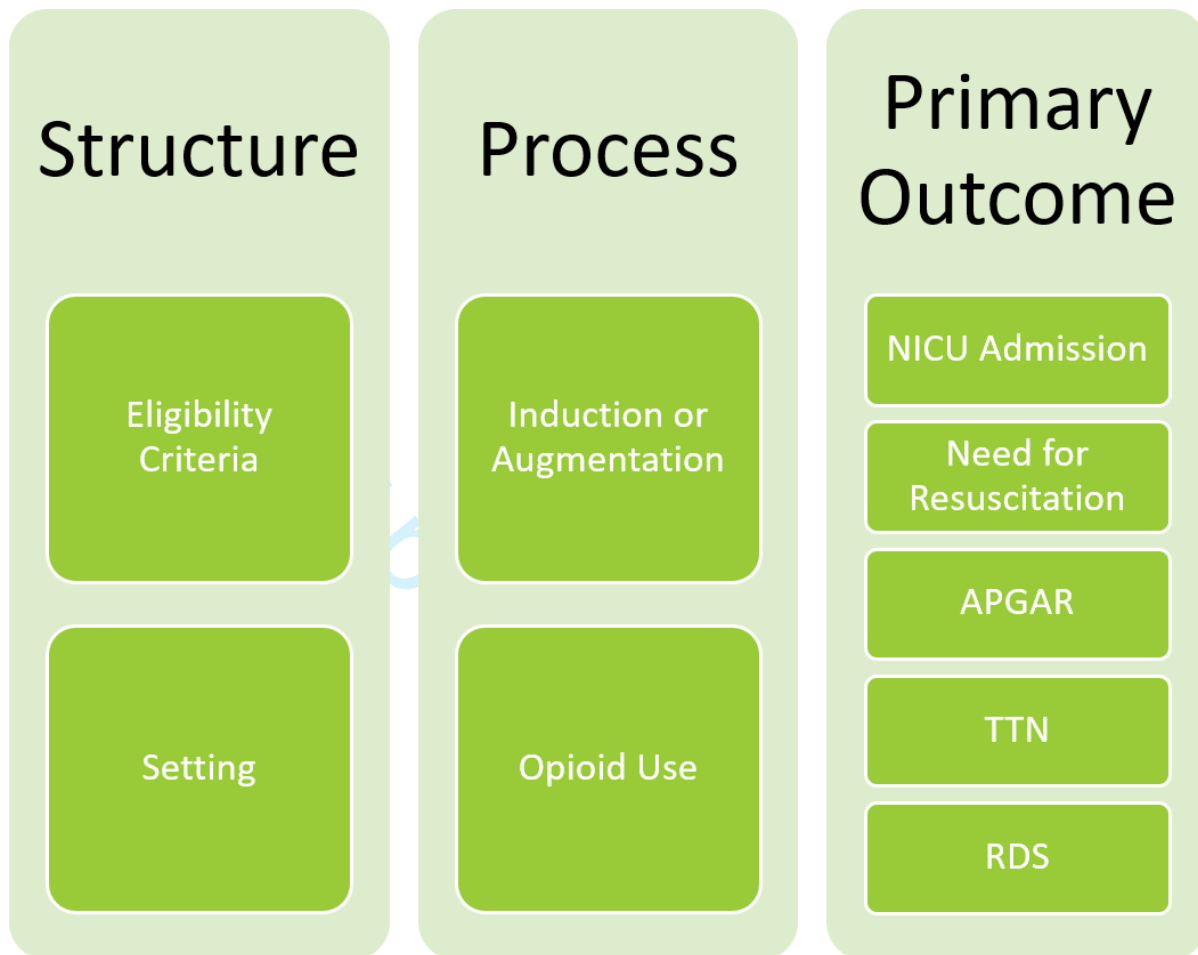 Structure
Eligibility
Criteria
Setting
Process
Induction or
Augmentation
Opioid Use
Primary
Outcome
NICU Admission
Need for
Resuscitation
APGAR
TTN
RDS